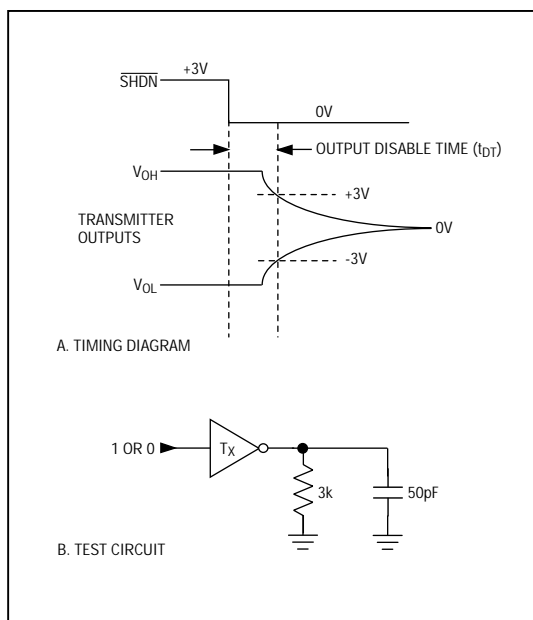 SHDN
+3V
0V
OUTPUT DISABLE TIME (tDT)
VOH
+3V
TRANSMITTER
OUTPUTS
0V
-3V
VOL
A. TIMING DIAGRAM
1 OR 0
TX
3k
50pF
B. TEST CIRCUIT